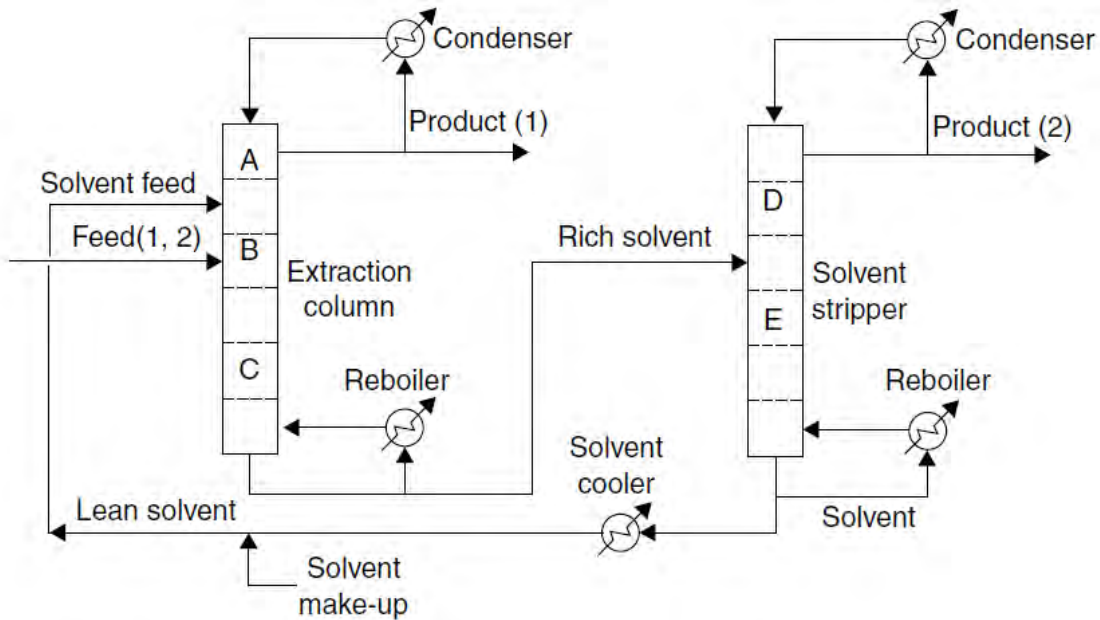 Condenser
Condenser
Product (1)
Product (2)
A
Solvent feed
D
Feed(1, 2)
B
Rich solvent
Extraction
column
Solvent
stripper
E
C
Reboiler
Reboiler
Solvent
cooler
Lean solvent
Solvent
Solvent
make-up